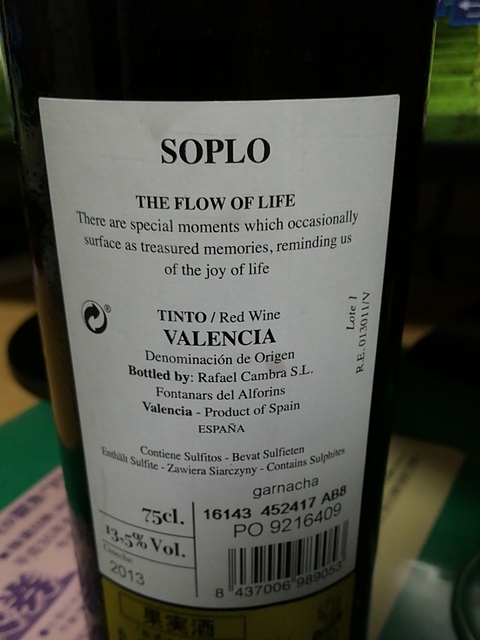 SOPLO
THE FLOW OF LIFE
There are special moments which occasionally
surface as treasured memories, reminding us
of the joy of life
TINTO / Red Wine
VALENCIA
Denominación de Origen
Bottled by: Rafael Cambra S.L.
Fontanars del Alforins
Valencia - Product of Spain
ESPAÑA
Lote 1
R.E. 013011/V
Contiene Sulfitos - Bevat Sulfieten
Enthält Sulfite - Zawiera Siarczyny - Contains Sulphites
garnacha
75cl.
16143 452417 AB8
PO 9216409
13,5% Vol.
Cosecha:
2013
8 437006 989053
果実酒